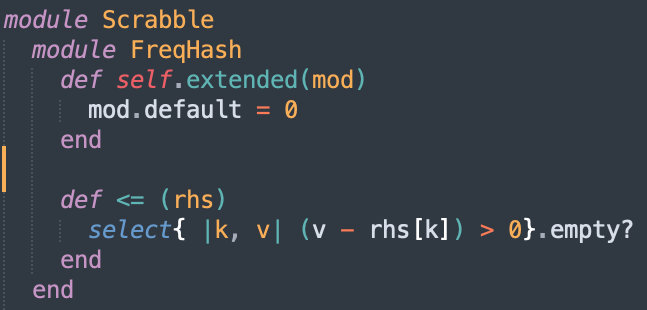 module Scrabble
  module FreqHash
    def self.extended(mod)
      mod.default = 0
    end

    def <= (rhs)
      select{ |k, v| (v - rhs[k]) > 0}.empty?
    end
  end